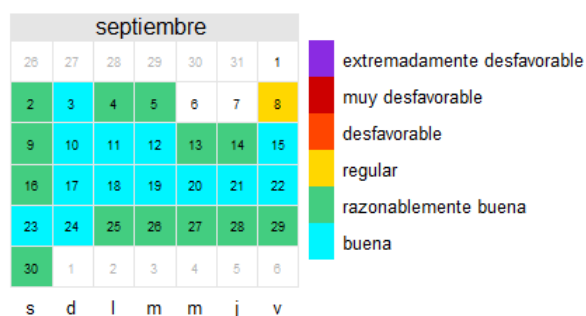 septiembre
26 27 28 29 30 31 1
2 3 4 5 6 7 8
9 10 11 12 13 14 15
16 17 18 19 20 21 22
23 24 25 26 27 28 29
30 1 2 3 4 5 6
s d l m m j v
extremadamente desfavorable
muy desfavorable
desfavorable
regular
razonablemente buena
buena